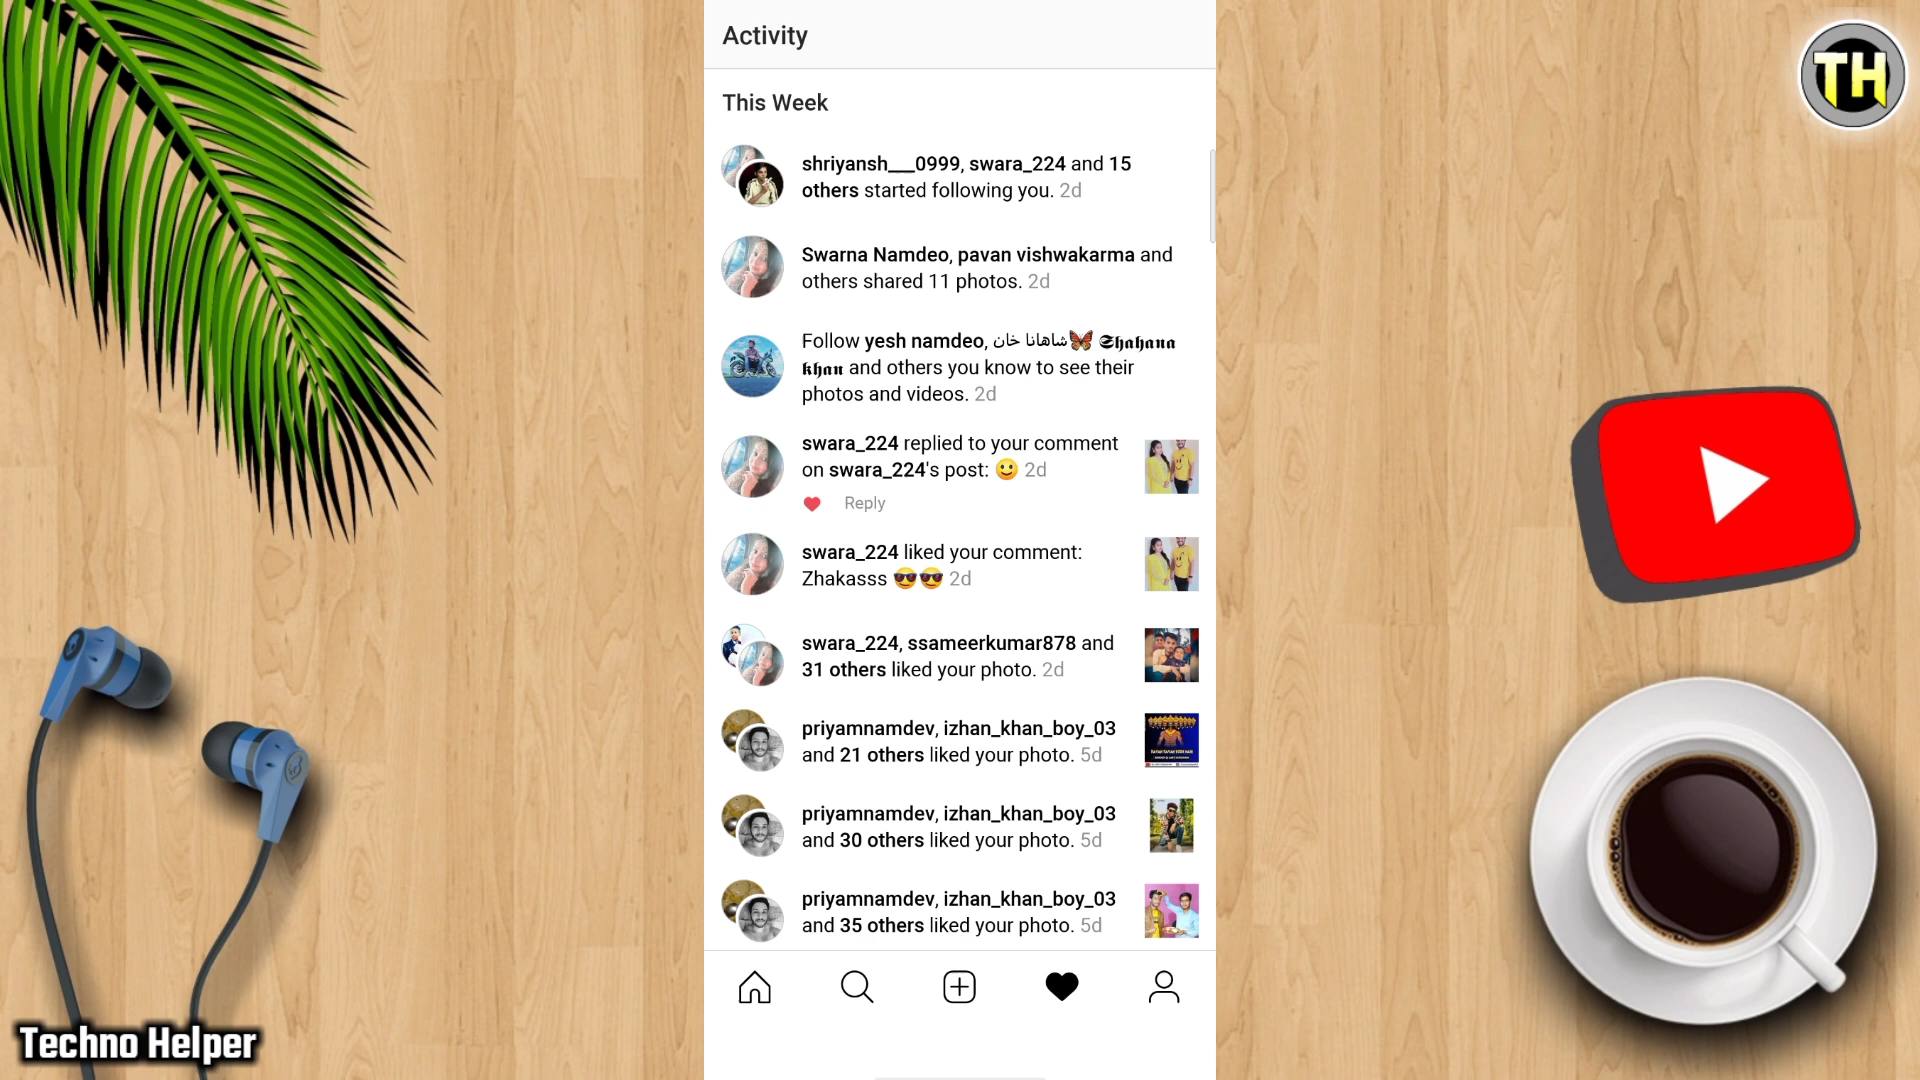 Activity
TH
This Week
shriyansh___0999, swara_224 and 15
others started following you. 2d
Swarna Namdeo, pavan vishwakarma and
others shared 11 photos. 2d
Follow yesh namdeo, شاهانا خان🦋 𝕾𝖍𝖆𝖍𝖆𝖓𝖆
𝖐𝖍𝖆𝖓 and others you know to see their
photos and videos. 2d
swara_224 replied to your comment
on swara_224's post: 🙂 2d
Reply
swara_224 liked your comment:
Zhakasss 😎😎 2d
swara_224, ssameerkumar878 and
31 others liked your photo. 2d
priyamnamdev, izhan_khan_boy_03
and 21 others liked your photo. 5d
priyamnamdev, izhan_khan_boy_03
and 30 others liked your photo. 5d
priyamnamdev, izhan_khan_boy_03
and 35 others liked your photo. 5d
Techno Helper